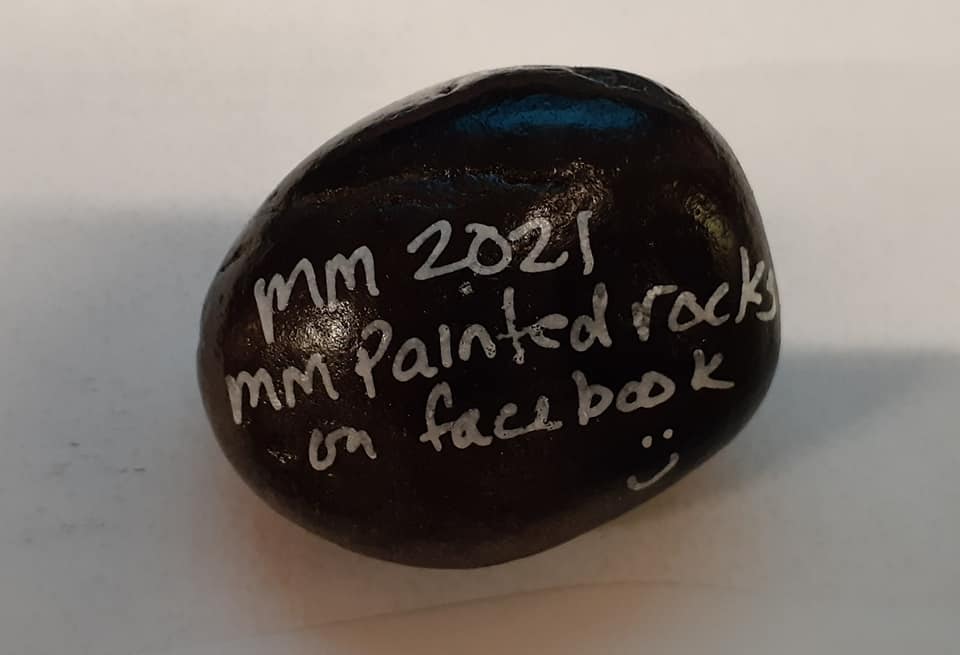 mm 2021
mm Painted rocks
on facebook
:)